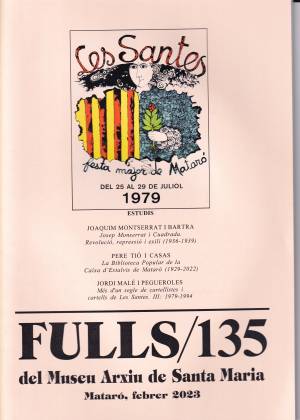 Les Santes
festa major de Mataró
DEL 25 AL 29 DE JULIOL
1979
ESTUDIS
JOAQUIM MONTSERRAT I BARTRA
Josep Monserrat i Cuadrada.
Revolució, repressió i exili (1936-1939)
PERE TIÓ I CASAS
La Biblioteca Popular de la
Caixa d'Estalvis de Mataró (1929-2022)
JORDI MALÉ I PEGUEROLES
Més d'un segle de cartellistes i
cartells de Les Santes. III: 1979-1994
FULLS/135
del Museu Arxiu de Santa Maria
Mataró, febrer 2023